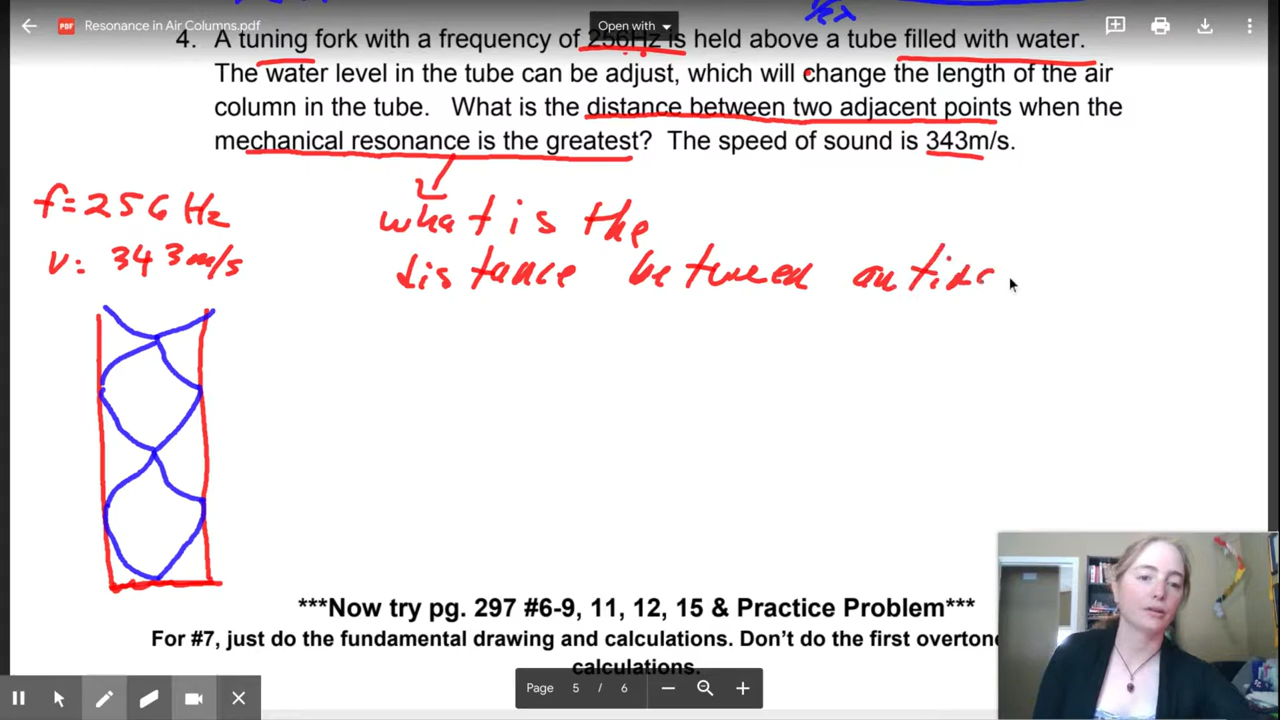 Resonance in Air Columns.pdf
Open with
½λ
4. A tuning fork with a frequency of 256Hz is held above a tube filled with water.
The water level in the tube can be adjust, which will change the length of the air
column in the tube. What is the distance between two adjacent points when the
mechanical resonance is the greatest? The speed of sound is 343m/s.
f=256 Hz
v: 343m/s
what is the
distance between antin
***Now try pg. 297 #6-9, 11, 12, 15 & Practice Problem***
For #7, just do the fundamental drawing and calculations. Don't do the first overton
calculations.
Page 5 / 6